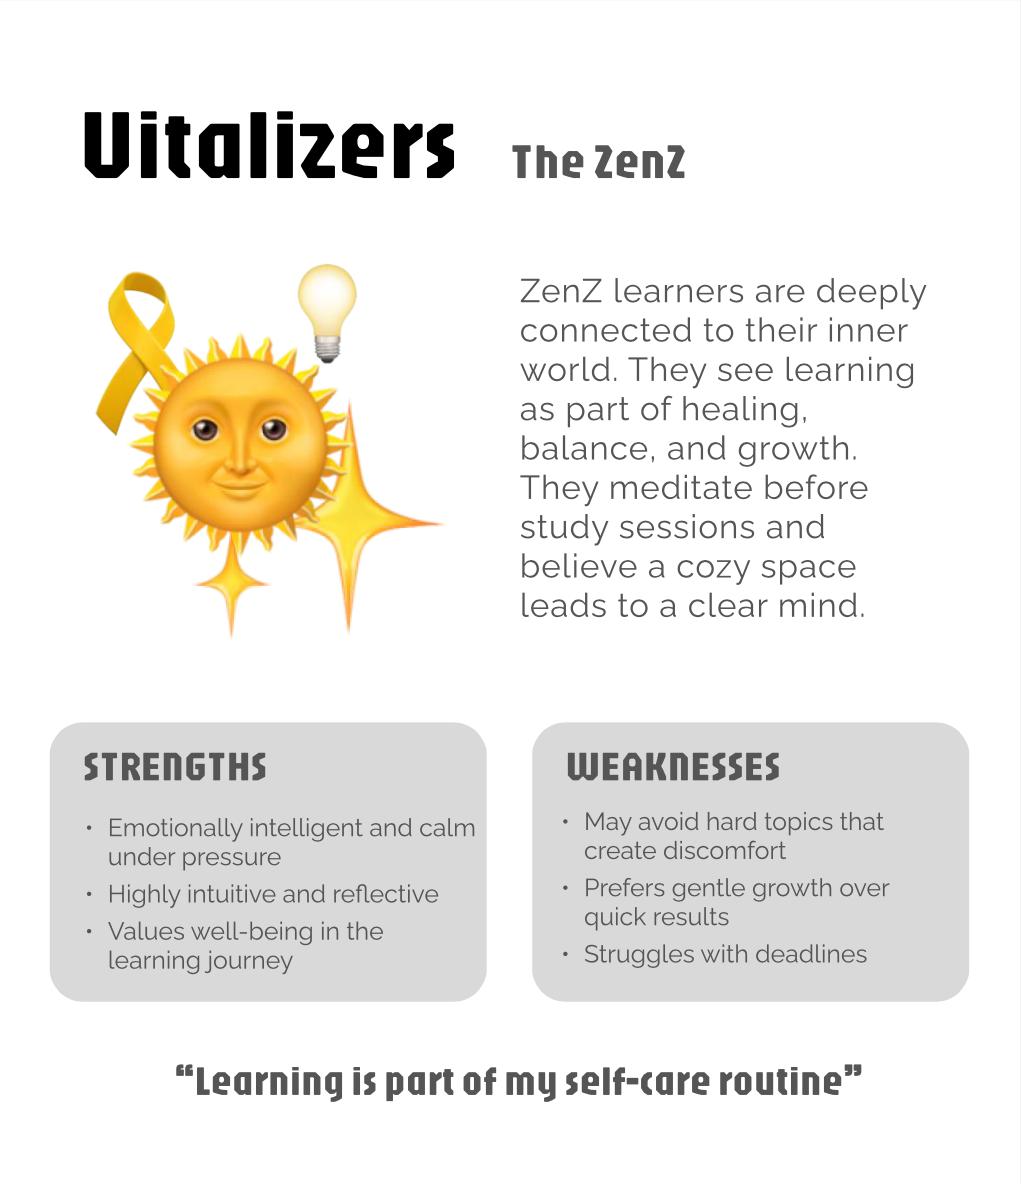 Vitalizers
The ZenZ
ZenZ learners are deeply
connected to their inner
world. They see learning
as part of healing,
balance, and growth.
They meditate before
study sessions and
believe a cozy space
leads to a clear mind.
STRENGTHS
• Emotionally intelligent and calm
under pressure
• Highly intuitive and reflective
• Values well-being in the
learning journey
WEAKNESSES
• May avoid hard topics that
create discomfort
• Prefers gentle growth over
quick results
• Struggles with deadlines
“Learning is part of my self-care routine”